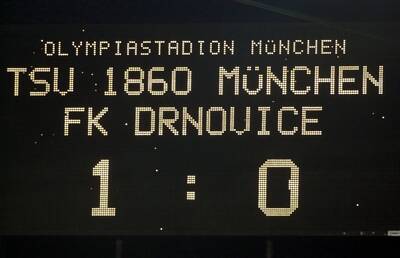 OLYMPIASTADION MÜNCHEN
TSV 1860 MÜNCHEN
FK DRNOVICE
1 : 0